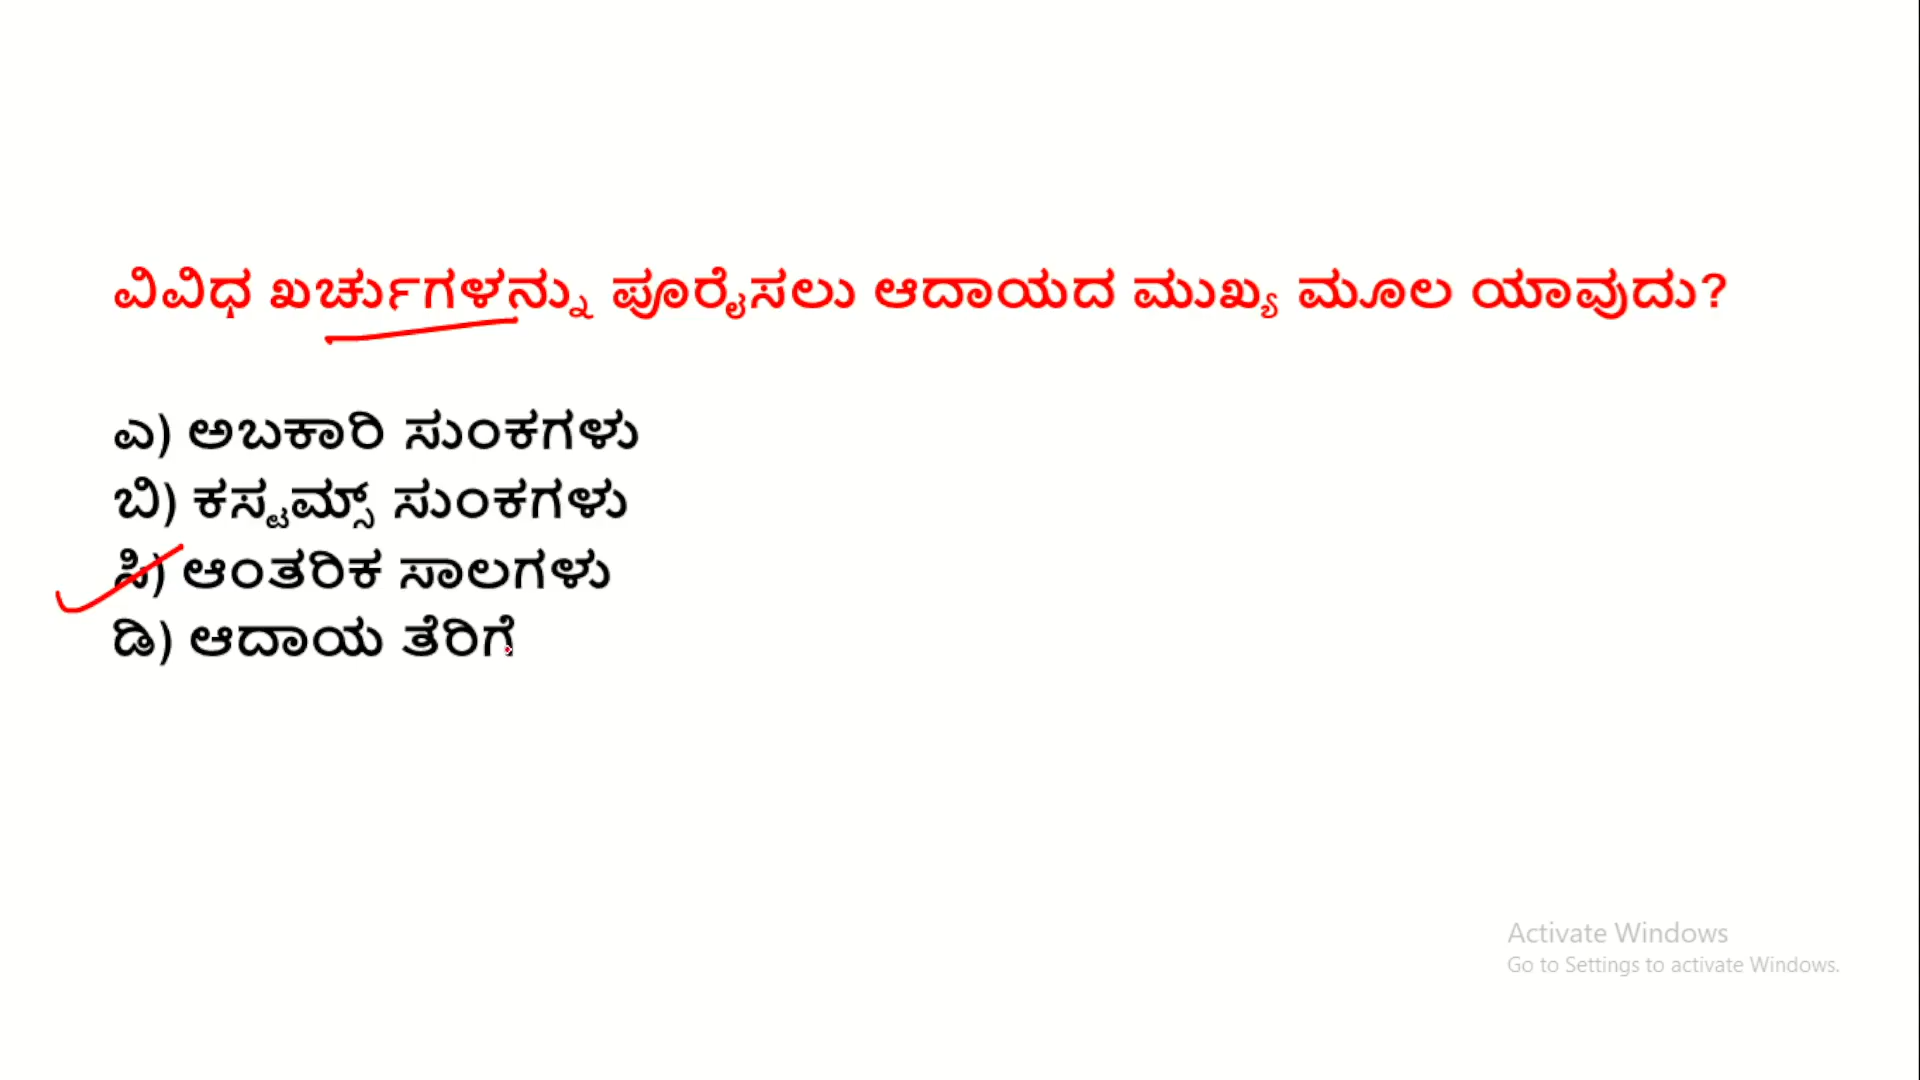 ವಿವಿಧ ಖರ್ಚುಗಳನ್ನು ಪೂರೈಸಲು ಆದಾಯದ ಮುಖ್ಯ ಮೂಲ ಯಾವುದು?
ಎ) ಅಬಕಾರಿ ಸುಂಕಗಳು
ಬಿ) ಕಸ್ಟಮ್ಸ್ ಸುಂಕಗಳು
ಸಿ) ಆಂತರಿಕ ಸಾಲಗಳು
ಡಿ) ಆದಾಯ ತೆರಿಗೆ
Activate Windows
Go to Settings to activate Windows.